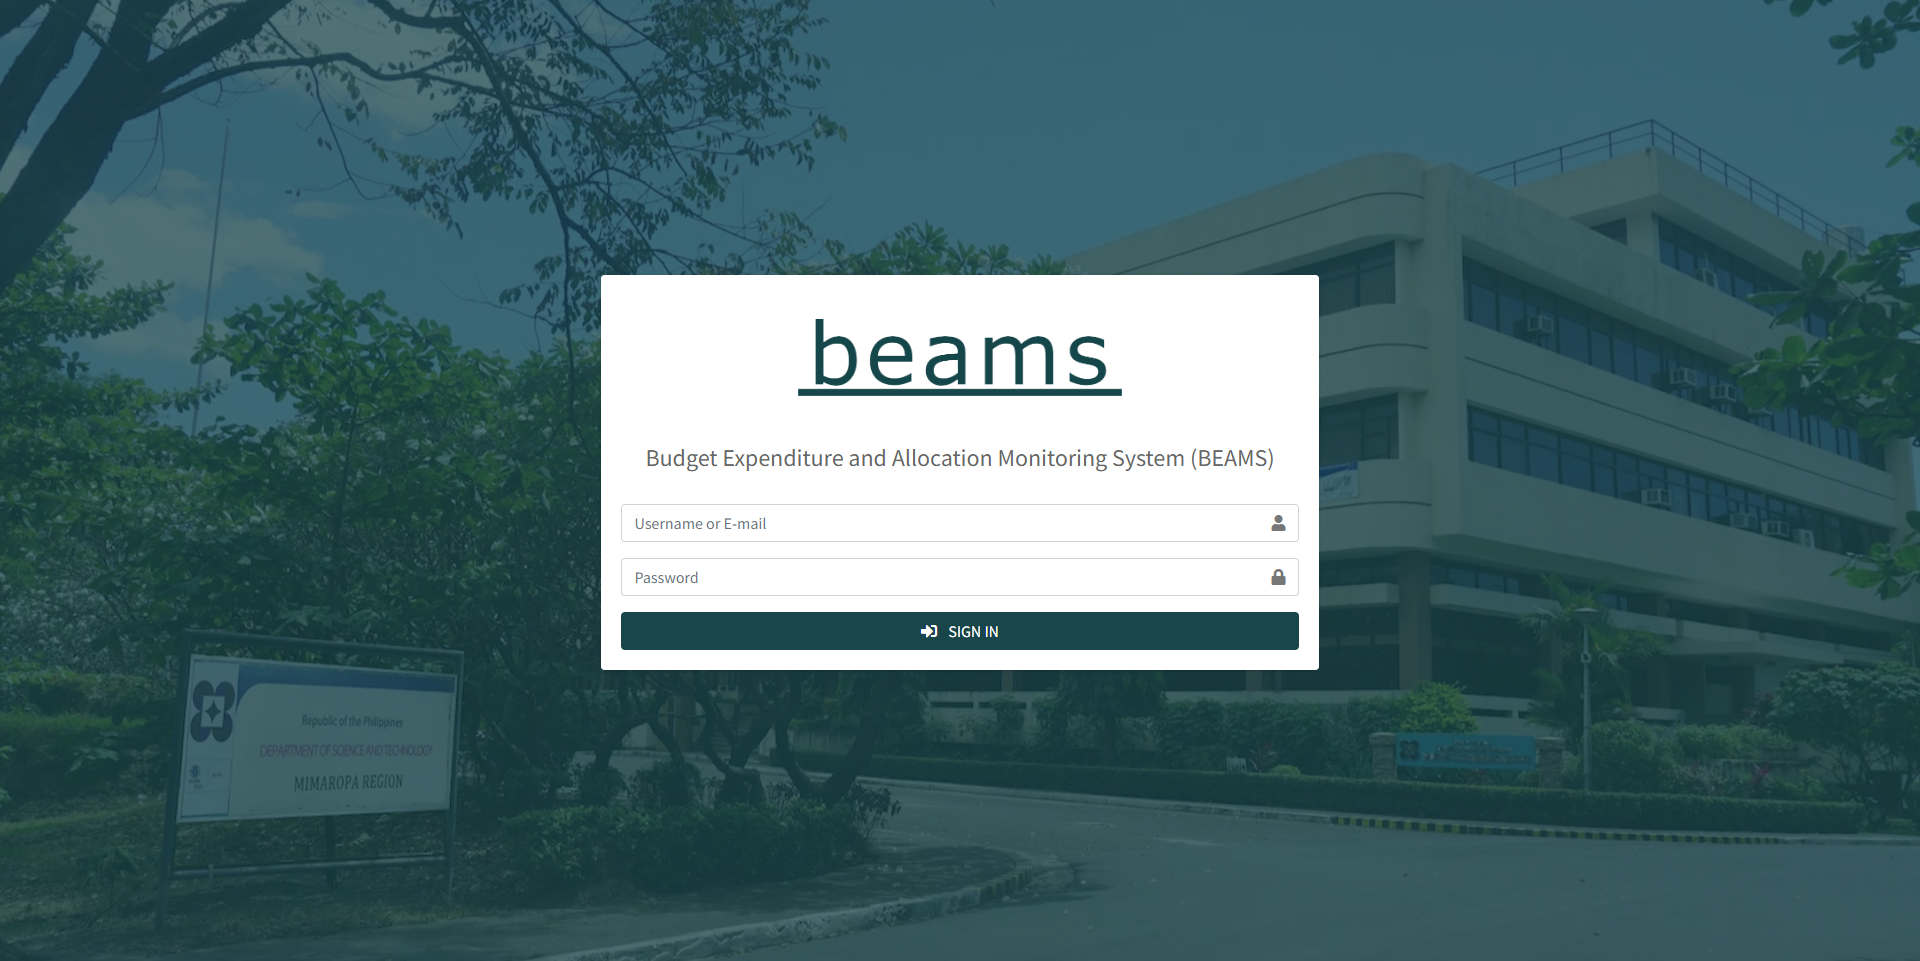 beams
Budget Expenditure and Allocation Monitoring System (BEAMS)
Username or E-mail
Password
SIGN IN
Republic of the Philippines
DEPARTMENT OF SCIENCE AND TECHNOLOGY
MIMAROPA REGION